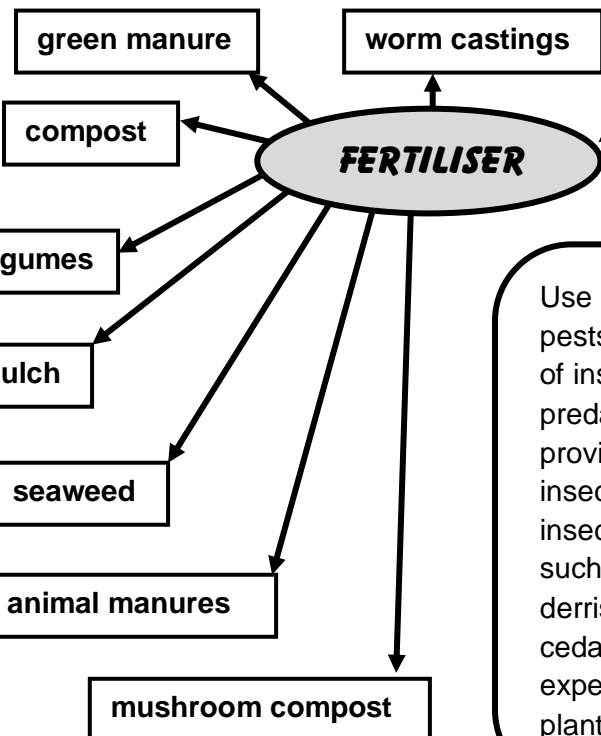 green manure
worm castings
compost
FERTILISER
gumes
ulch
seaweed
animal manures
mushroom compost
Use
pests
of ins
preda
provi
insec
insec
such
derris
ceda
expe
plant